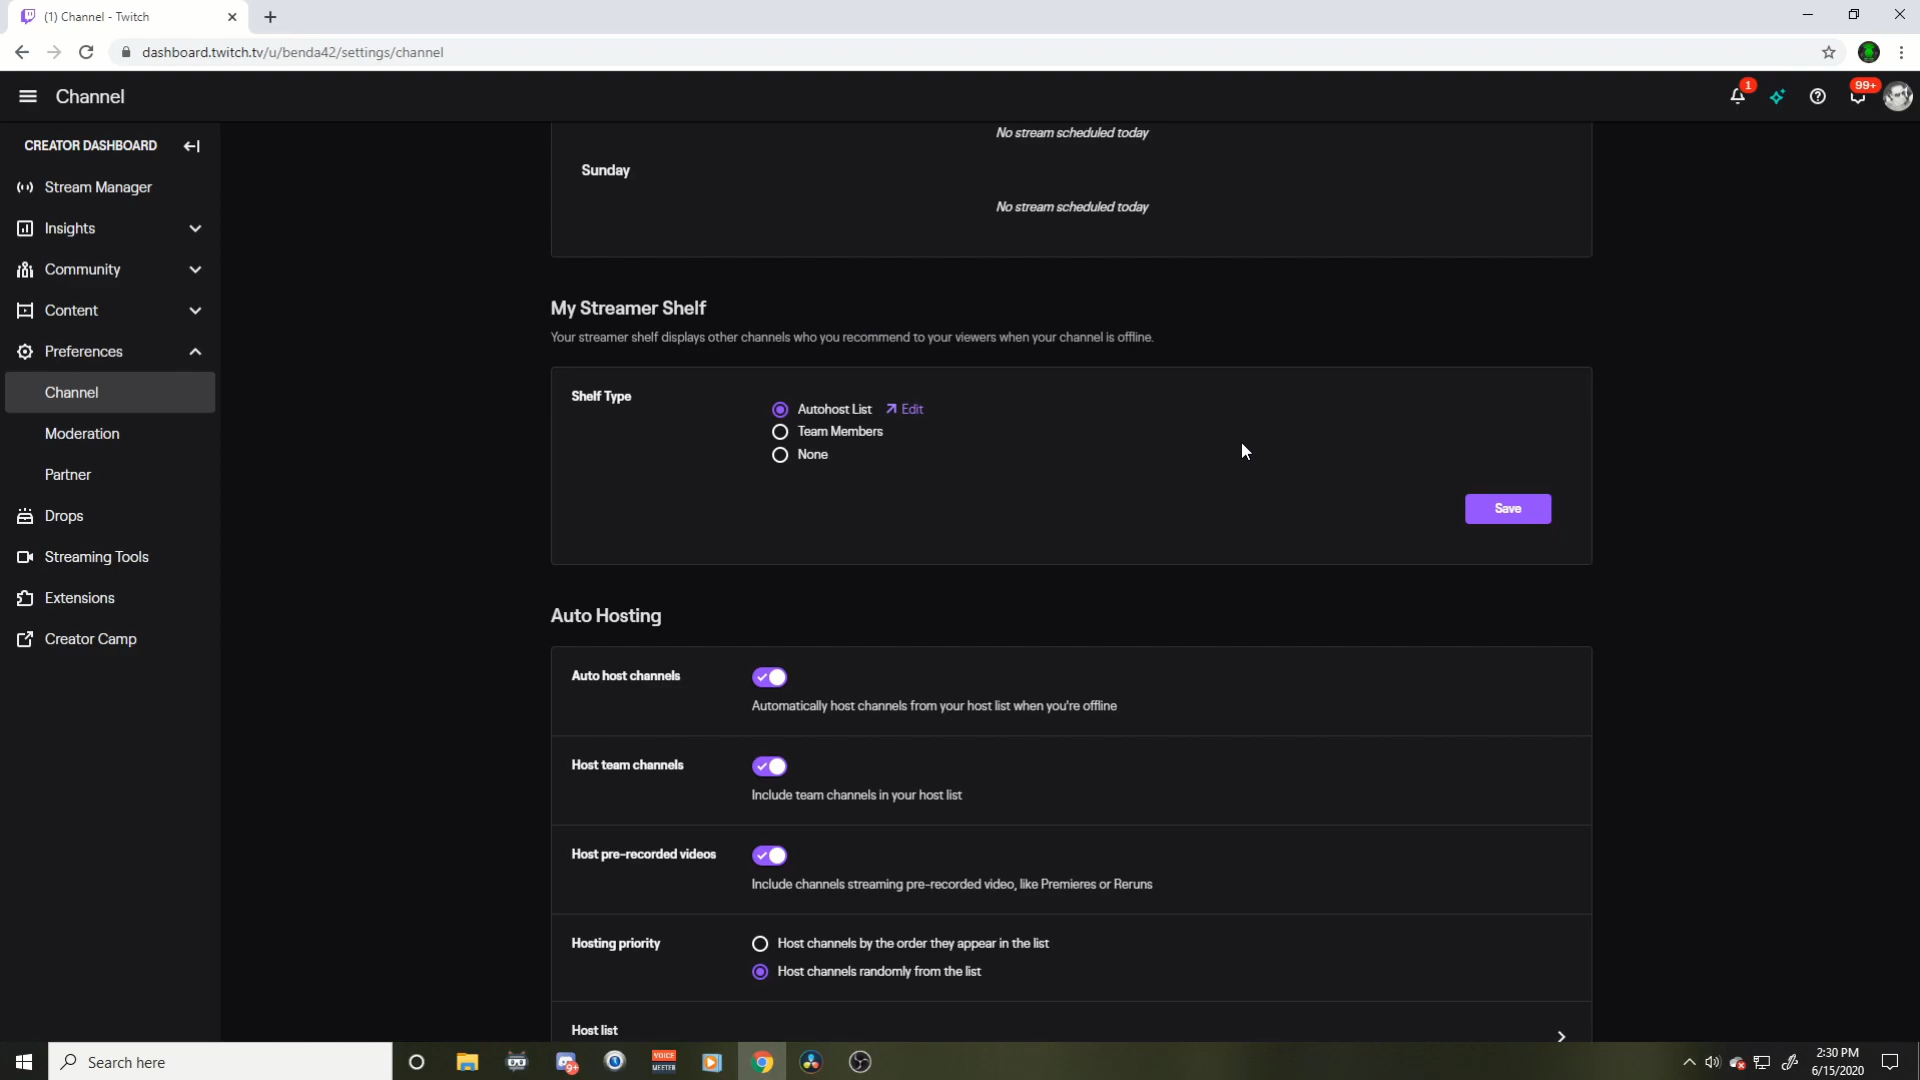 (1) Channel - Twitch
dashboard.twitch.tv/u/benda42/settings/channel
Channel
1
99+
CREATOR DASHBOARD
Stream Manager
Insights
Community
Content
Preferences
Channel
Moderation
Partner
Drops
Streaming Tools
Extensions
Creator Camp
No stream scheduled today
Sunday
No stream scheduled today
My Streamer Shelf
Your streamer shelf displays other channels who you recommend to your viewers when your channel is offline.
Shelf Type
Autohost List Edit
Team Members
None
Save
Auto Hosting
Auto host channels
Automatically host channels from your host list when you're offline
Host team channels
Include team channels in your host list
Host pre-recorded videos
Include channels streaming pre-recorded video, like Premieres or Reruns
Hosting priority
Host channels by the order they appear in the list
Host channels randomly from the list
Host list
Search here
9+
VOICE
MEETER
2:30 PM
6/15/2020